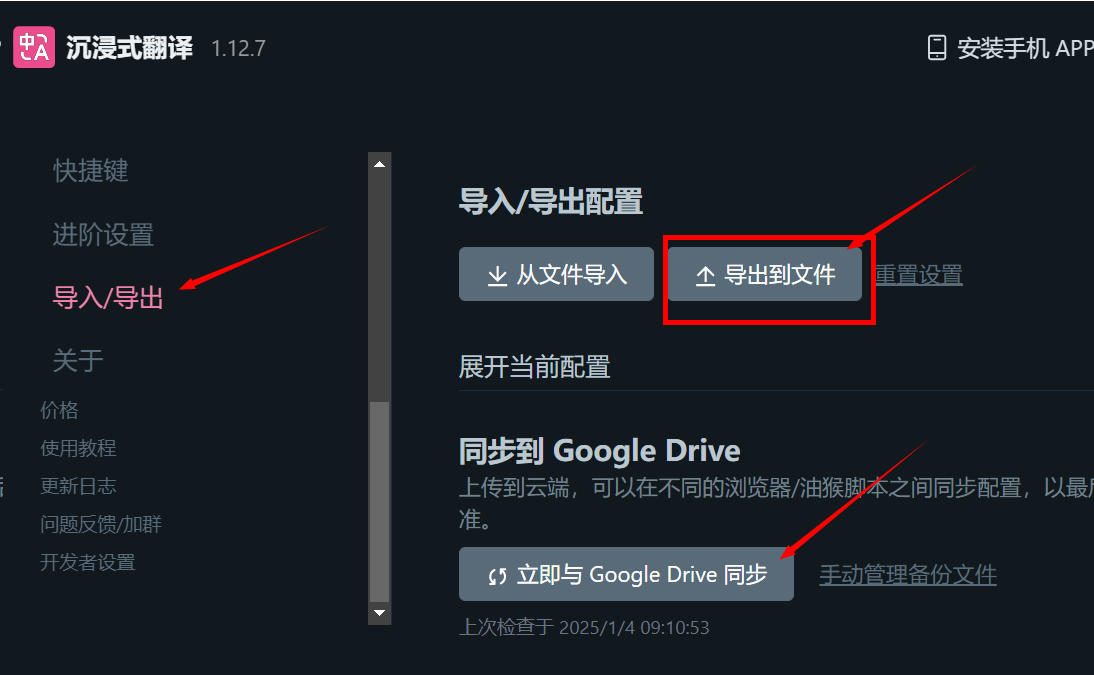 中A 沉浸式翻译 1.12.7
安装手机 APP
快捷键
进阶设置
导入/导出
关于
价格
使用教程
更新日志
问题反馈/加群
开发者设置
导入/导出配置
从文件导入 导出到文件 重置设置
展开当前配置
同步到 Google Drive
上传到云端，可以在不同的浏览器/油猴脚本之间同步配置，以最
准。
立即与 Google Drive 同步 手动管理备份文件
上次检查于 2025/1/4 09:10:53